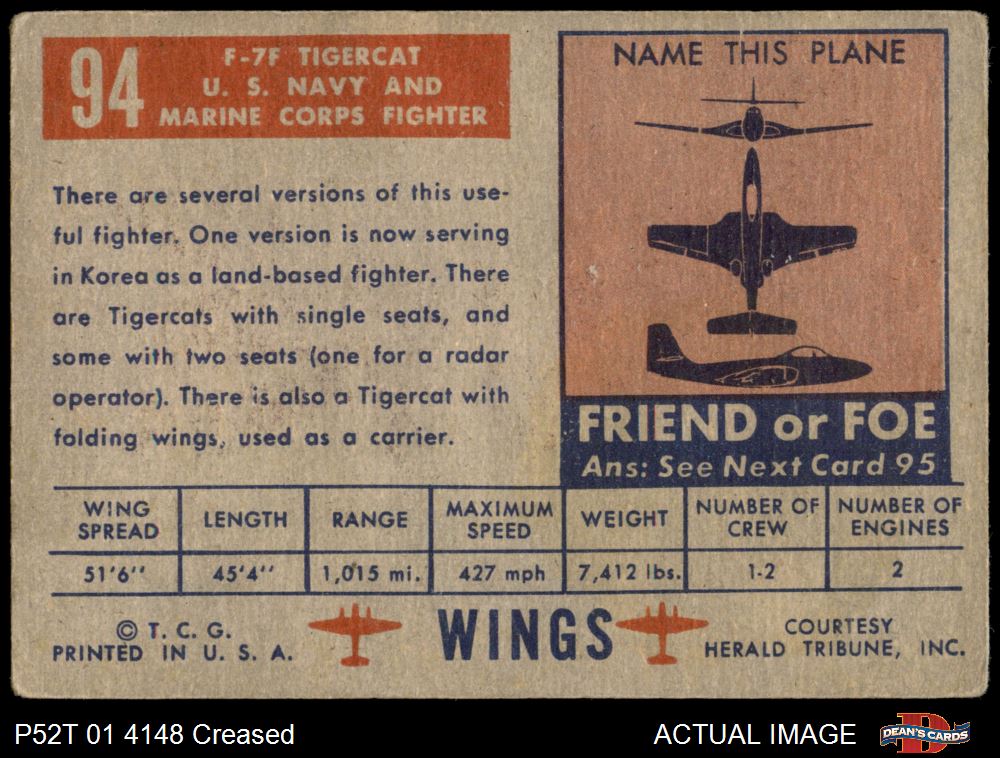 94
F-7F TIGERCAT
U. S. NAVY AND
MARINE CORPS FIGHTER
There are several versions of this use-
ful fighter. One version is now serving
in Korea as a land-based fighter. There
are Tigercats with single seats, and
some with two seats (one for a radar
operator). There is also a Tigercat with
folding wings, used as a carrier.
NAME THIS PLANE
FRIEND or FOE
Ans: See Next Card 95
WING SPREAD LENGTH RANGE MAXIMUM SPEED WEIGHT NUMBER OF CREW NUMBER OF ENGINES
51'6" 45'4" 1,015 mi. 427 mph 7,412 lbs. 1-2 2
© T. C. G.
PRINTED IN U. S. A.
WINGS
COURTESY
HERALD TRIBUNE, INC.
P52T 01 4148 Creased
ACTUAL IMAGE
D
DEAN'S CARDS